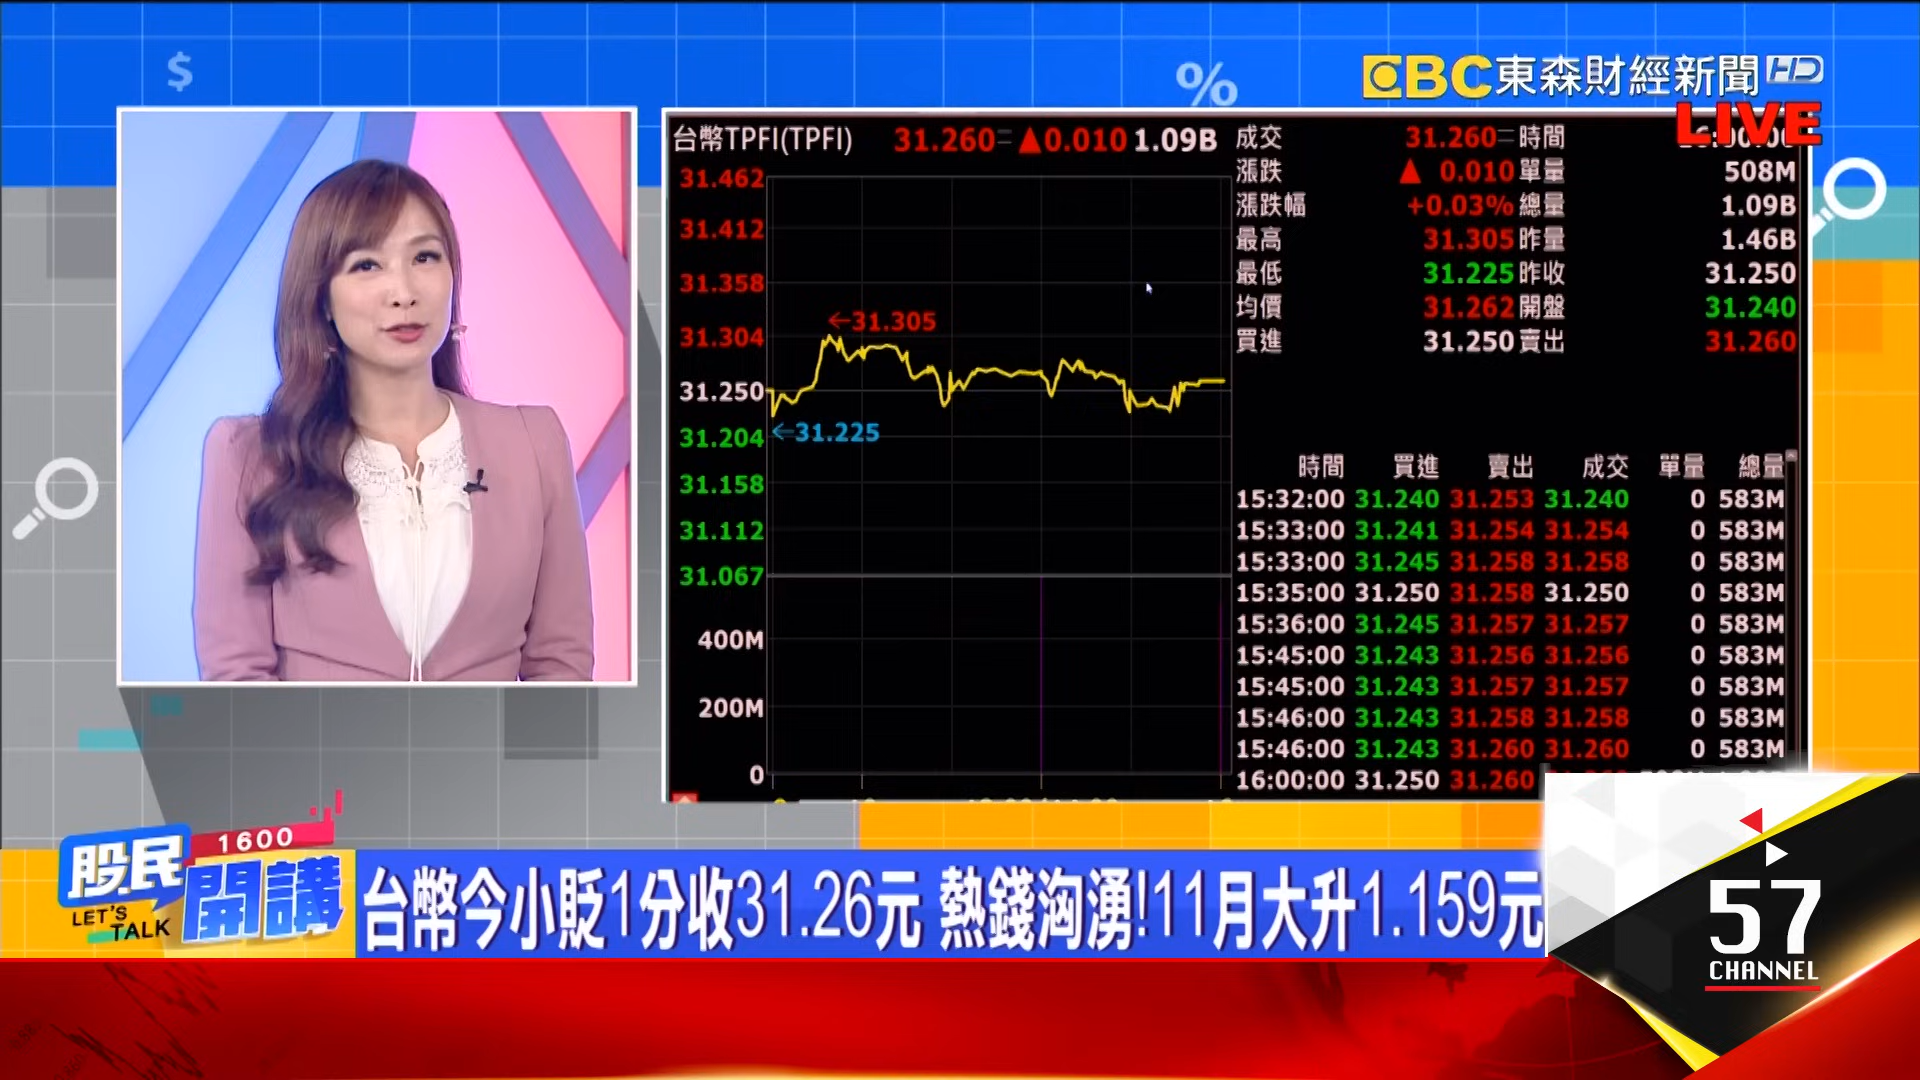 $
%
EBC東森財經新聞HD
LIVE
台幣TPFI(TPFI) 31.260= ▲0.010 1.09B
成交 31.260= 時間
漲跌 ▲ 0.010 單量 508M
漲跌幅 +0.03% 總量 1.09B
最高 31.305 昨量 1.46B
最低 31.225 昨收 31.250
均價 31.262 開盤 31.240
買進 31.250 賣出 31.260
31.462
31.412
31.358
31.304
31.250
31.204
31.158
31.112
31.067
400M
200M
0
←31.305
←31.225
時間 買進 賣出 成交 單量 總量
15:32:00 31.240 31.253 31.240 0 583M
15:33:00 31.241 31.254 31.254 0 583M
15:33:00 31.245 31.258 31.258 0 583M
15:35:00 31.250 31.258 31.250 0 583M
15:36:00 31.245 31.257 31.257 0 583M
15:45:00 31.243 31.256 31.256 0 583M
15:45:00 31.243 31.257 31.257 0 583M
15:46:00 31.243 31.258 31.258 0 583M
15:46:00 31.243 31.260 31.260 0 583M
16:00:00 31.250 31.260
1600
股民
開講
LET'S
TALK
台幣今小貶1分收31.26元 熱錢洶湧!11月大升1.159元
57
CHANNEL